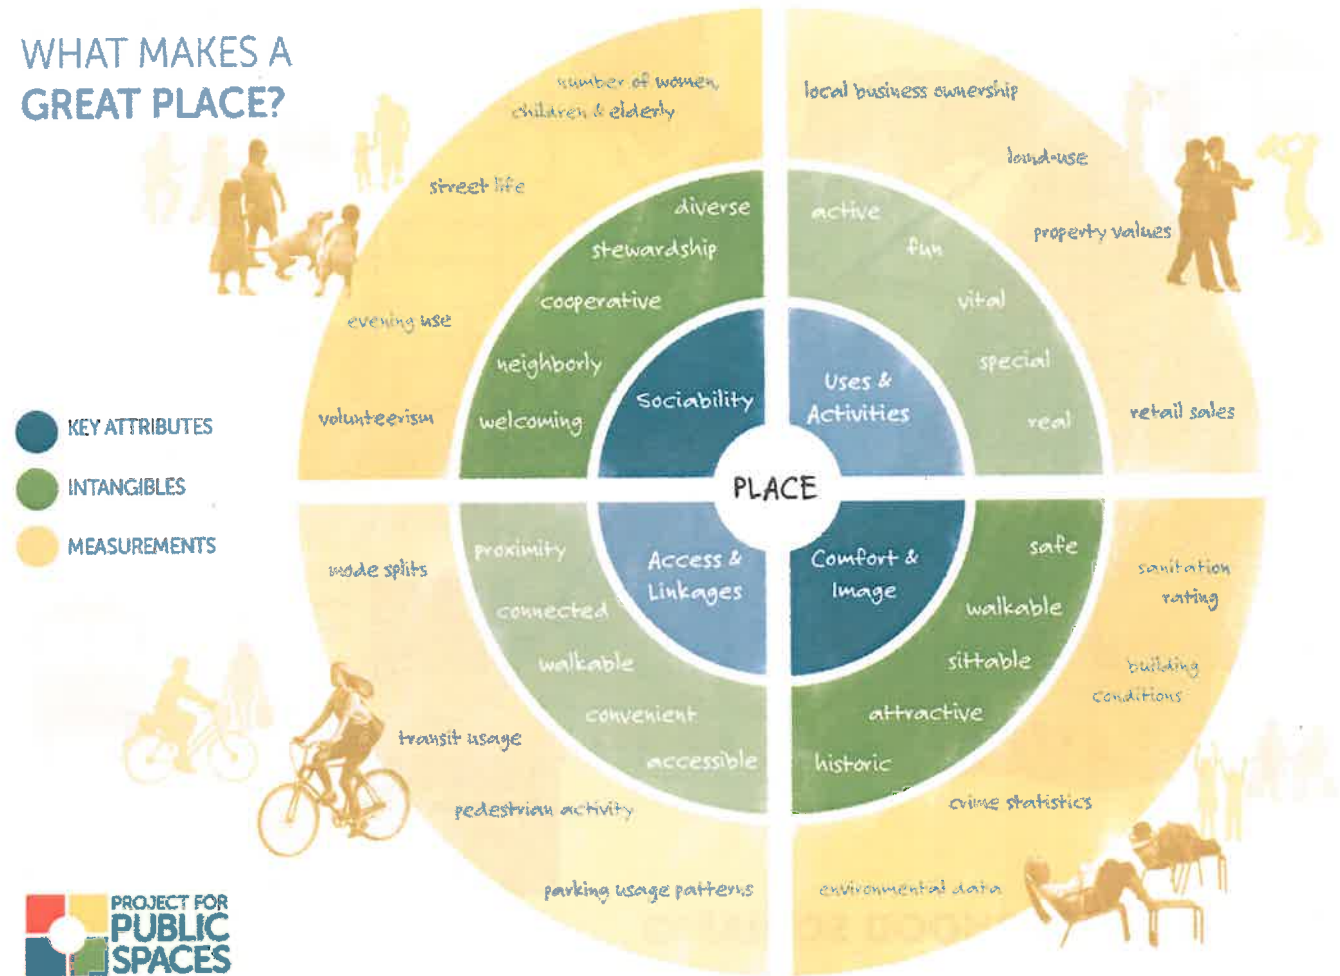 WHAT MAKES A
GREAT PLACE?
number of women,
children & elderly
street life
evening use
volunteerism
local business ownership
land-use
property values
retail sales
diverse
stewardship
cooperative
neighborly
welcoming
active
fun
vital
special
real
Sociability
Uses &
Activities
PLACE
KEY ATTRIBUTES
INTANGIBLES
MEASUREMENTS
Access &
Linkages
Comfort &
Image
proximity
connected
walkable
convenient
accessible
safe
walkable
sittable
attractive
historic
mode splits
transit usage
pedestrian activity
parking usage patterns
sanitation
rating
building
conditions
crime statistics
environmental data
PROJECT FOR
PUBLIC
SPACES